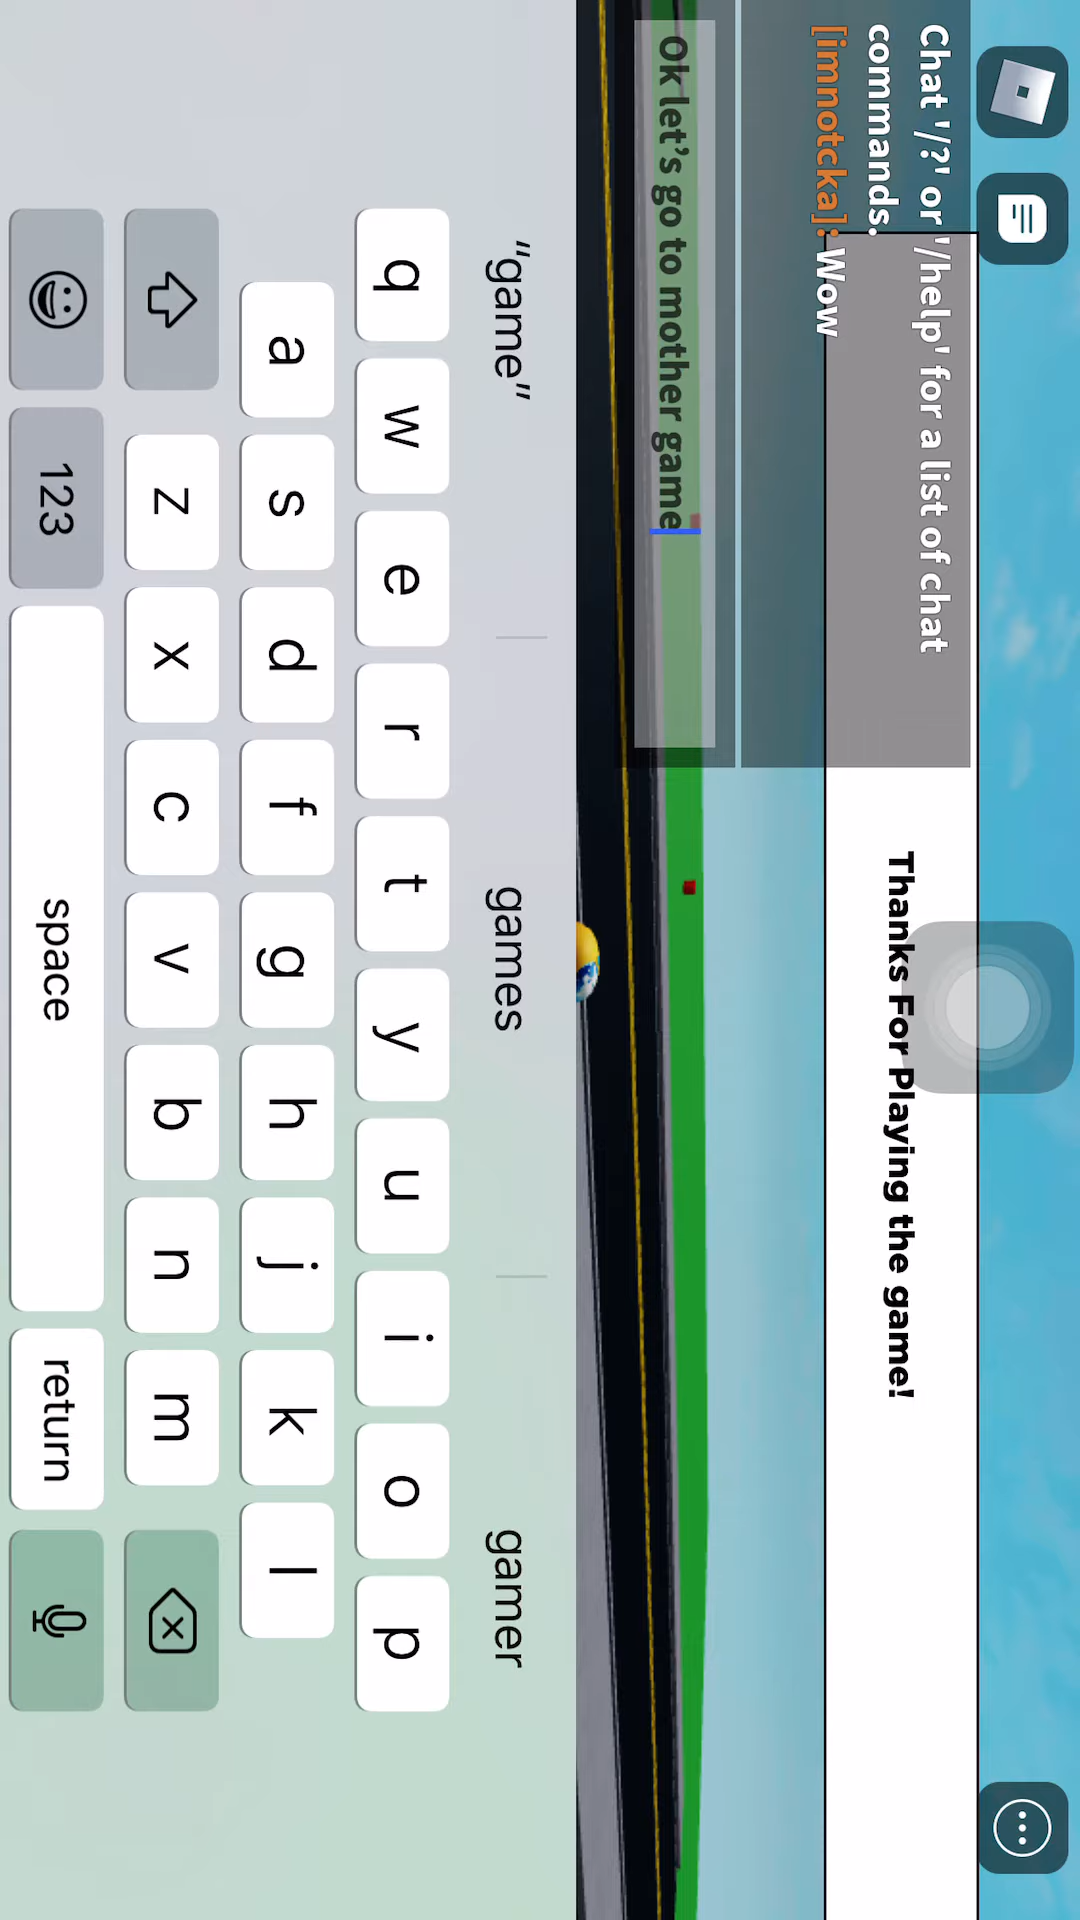 Chat '/?' or '/help' for a list of chat
commands.
[imnotcka]: Wow
Thanks For Playing the game!
Ok let’s go to mother game
“game” games gamer
q w e r t y u i o p
a s d f g h j k l
z x c v b n m
123 space return